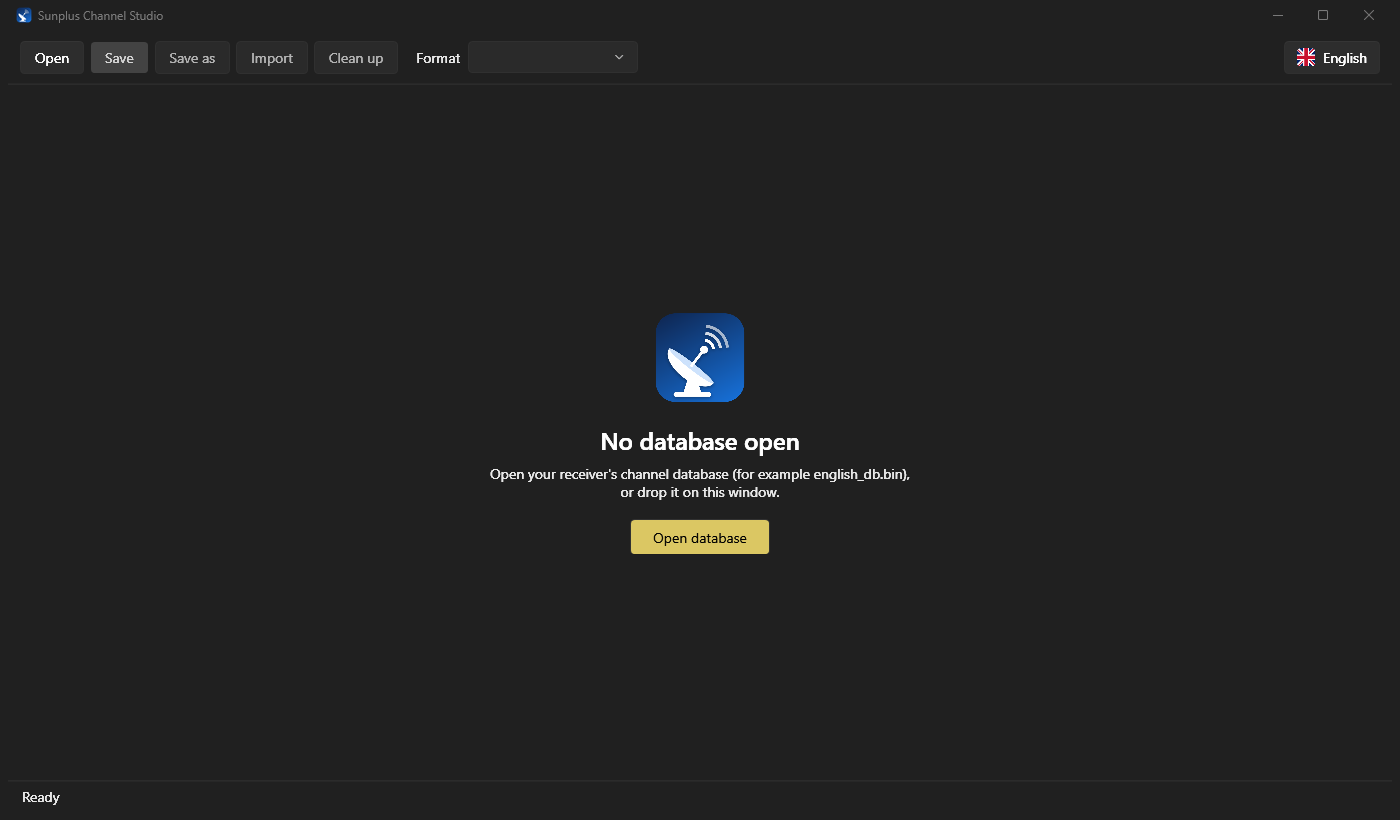 Sunplus Channel Studio
Open Save Save as Import Clean up Format English
No database open
Open your receiver's channel database (for example english_db.bin),
or drop it on this window.
Open database
Ready